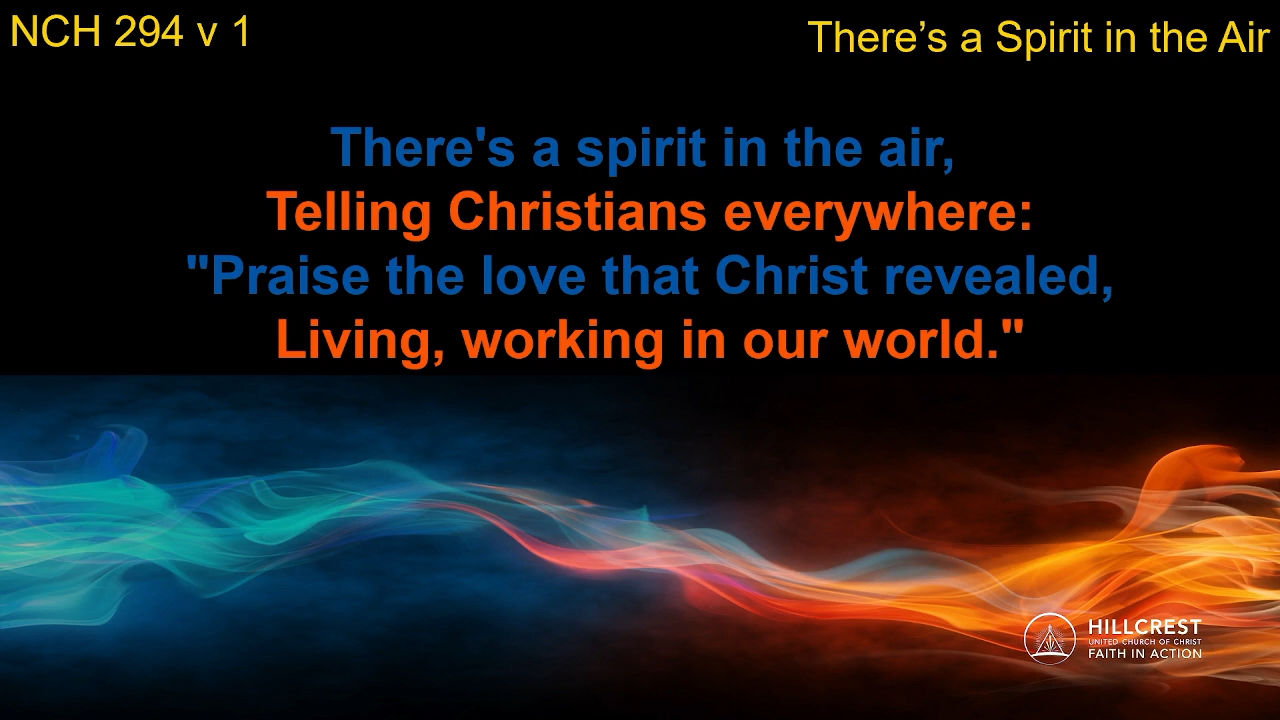 NCH 294 v 1
There’s a Spirit in the Air
There's a spirit in the air,
Telling Christians everywhere:
"Praise the love that Christ revealed,
Living, working in our world."
HILLCREST
UNITED CHURCH OF CHRIST
FAITH IN ACTION